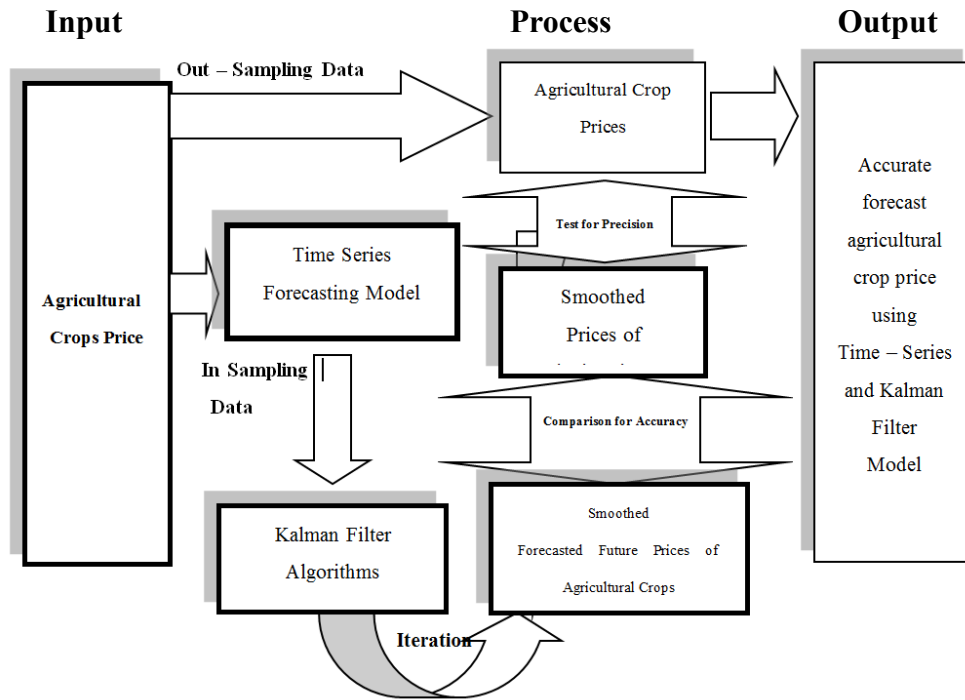 Input
Process
Output
Out – Sampling Data
Agricultural Crop
Prices
Agricultural
Crops Price
Time Series
Forecasting Model
In Sampling
Data
Kalman Filter
Algorithms
Iteration
Test for Precision
Smoothed
Prices of
Comparison for Accuracy
Smoothed
Forecasted Future Prices of
Agricultural Crops
Accurate
forecast
agricultural
crop price
using
Time – Series
and Kalman
Filter
Model